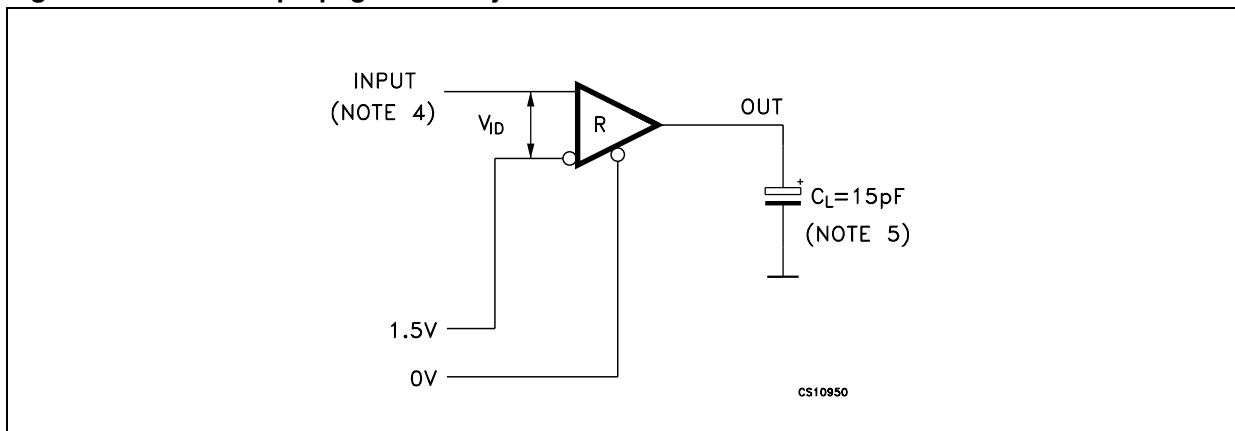 INPUT
(NOTE 4)
V_ID
R
OUT
+
C_L=15pF
(NOTE 5)
1.5V
0V
CS10950